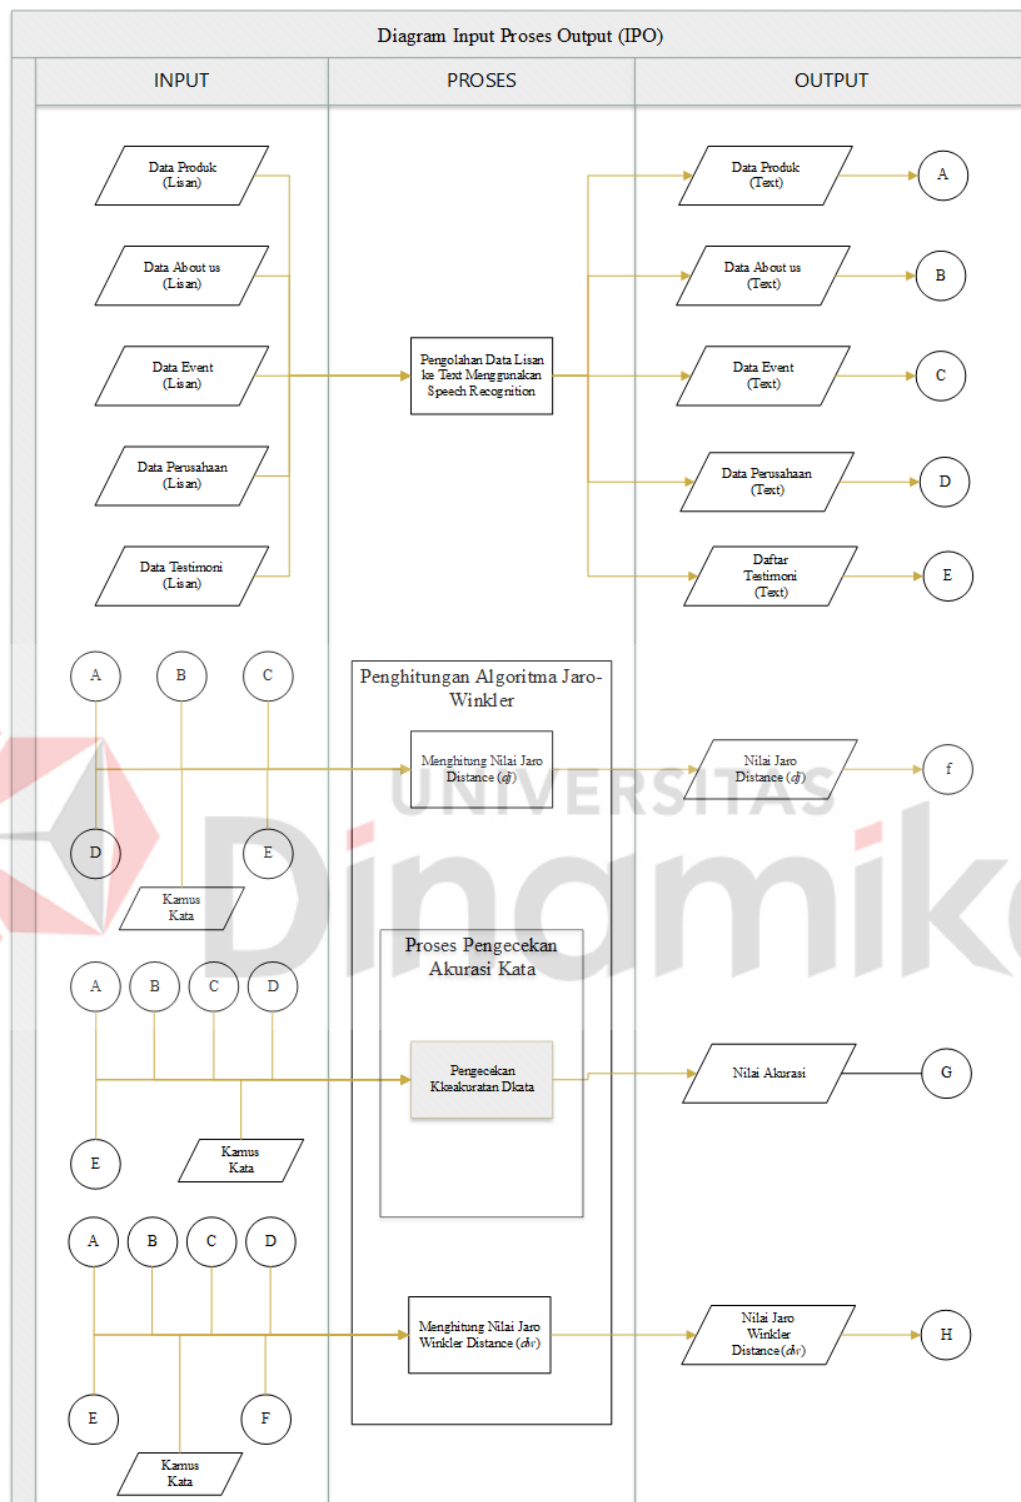 Diagram Input Proses Output (IPO)
INPUT
PROSES
OUTPUT
Data Produk
(Lisan)
Data Produk
(Text)
A
Data About us
(Lisan)
Data About us
(Text)
B
Data Event
(Lisan)
Pengolahan Data Lisan
ke Text Menggunakan
Speech Recognition
Data Event
(Text)
C
Data Perusahaan
(Lisan)
Data Perusahaan
(Text)
D
Data Testimoni
(Lisan)
Daftar
Testimoni
(Text)
E
A
B
C
Penghitungan Algoritma Jaro-
Winkler
Menghitung Nilai Jaro
Distance (dj)
Nilai Jaro
Distance (dj)
f
UNIVERSITAS
Dinamika
D
E
Kamus
Kata
Proses Pengecekan
Akurasi Kata
A
B
C
D
Pengecekan
Kkeakuratan Dkata
Nilai Akurasi
G
E
Kamus
Kata
A
B
C
D
Menghitung Nilai Jaro
Winkler Distance (dw)
Nilai Jaro
Winkler
Distance (dw)
H
E
F
Kamus
Kata